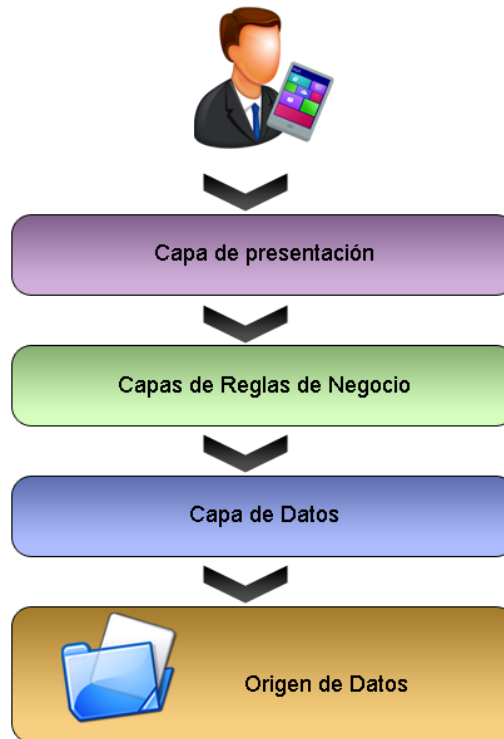 Capa de presentación
Capas de Reglas de Negocio
Capa de Datos
Origen de Datos